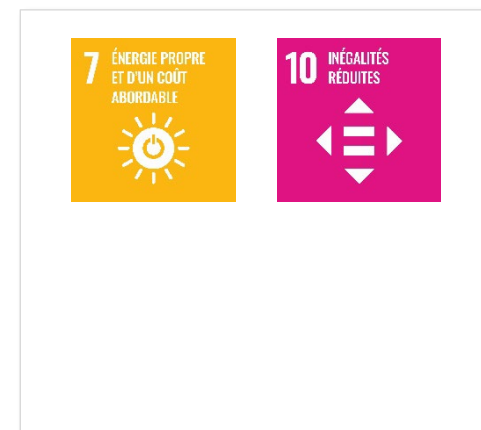 7 ÉNERGIE PROPRE
ET D'UN COÛT
ABORDABLE
10 INÉGALITÉS
RÉDUITES